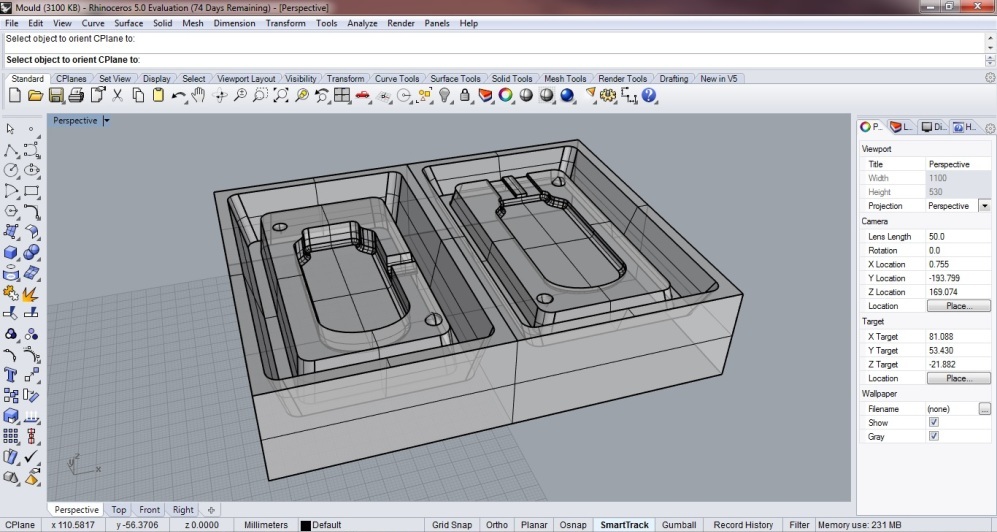 Mould (3100 KB) - Rhinoceros 5.0 Evaluation (74 Days Remaining) - [Perspective]
File Edit View Curve Surface Solid Mesh Dimension Transform Tools Analyze Render Panels Help
Select object to orient CPlane to:
Select object to orient CPlane to:
Standard CPlanes Set View Display Select Viewport Layout Visibility Transform Curve Tools Surface Tools Solid Tools Mesh Tools Render Tools Drafting New in V5
Perspective
P.. L.. Di.. H..
Viewport
Title Perspective
Width 1100
Height 530
Projection Perspective
Camera
Lens Length 50.0
Rotation 0.0
X Location 0.755
Y Location -193.799
Z Location 169.074
Location Place...
Target
X Target 81.088
Y Target 53.430
Z Target -21.882
Location Place...
Wallpaper
Filename (none) ...
Show
Gray
z
y
x
Perspective Top Front Right
CPlane x 110.5817 y -56.3706 z 0.0000 Millimeters Default Grid Snap Ortho Planar Osnap SmartTrack Gumball Record History Filter Memory use: 231 MB